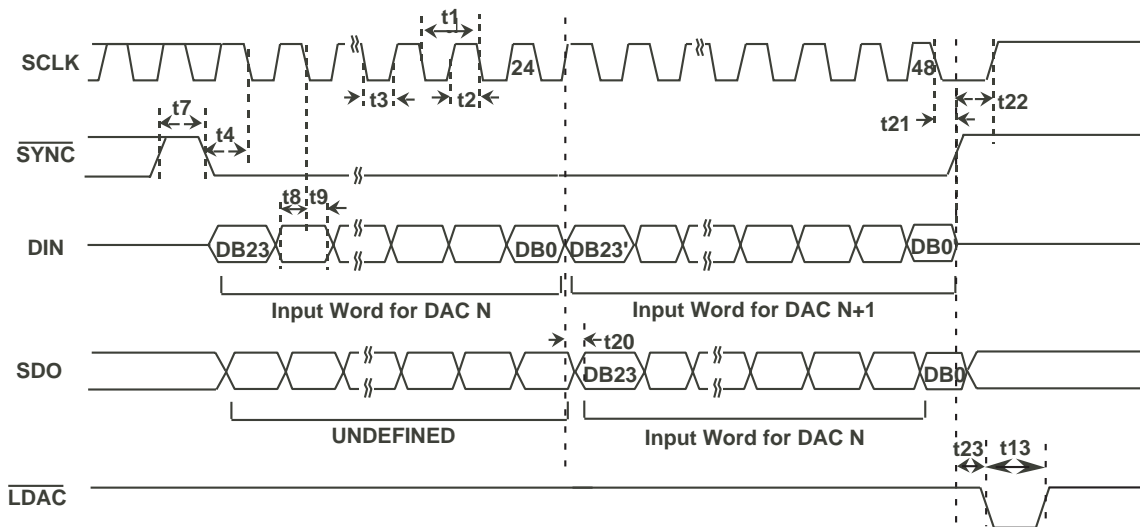 t1
SCLK
24
48
t3
t2
t22
t21
t7
t4
SYNC
t8
t9
DIN
DB23
DB0
DB23'
DB0
Input Word for DAC N
Input Word for DAC N+1
t20
SDO
DB23
DB0
UNDEFINED
Input Word for DAC N
t23
t13
LDAC